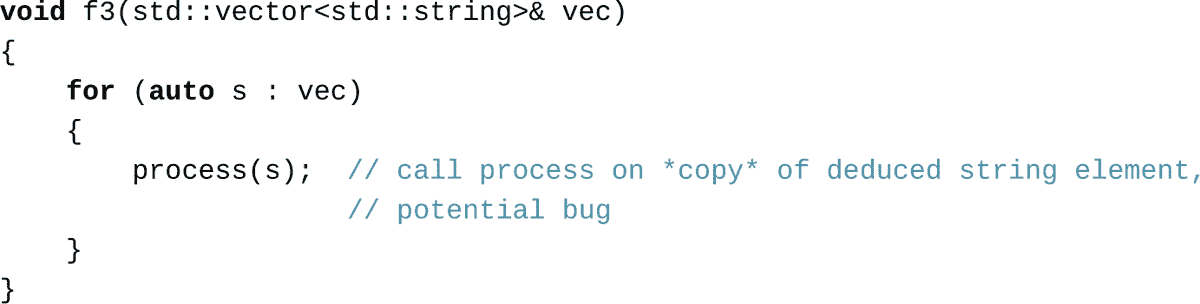 void f3(std::vector<std::string>& vec)
{
    for (auto s : vec)
    {
        process(s);  // call process on *copy* of deduced string element,
                     // potential bug
    }
}